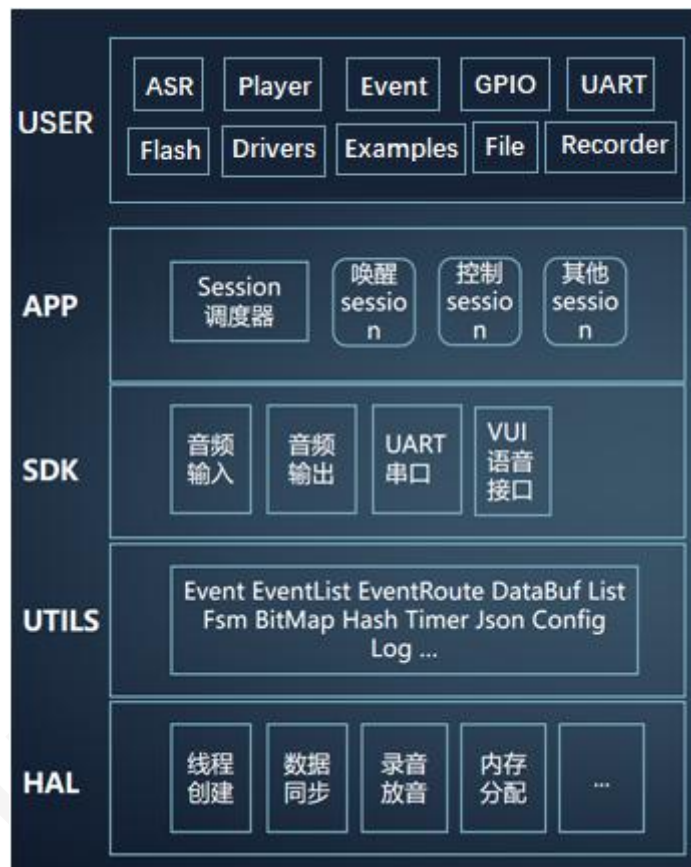 USER
ASR Player Event GPIO UART
Flash Drivers Examples File Recorder
APP
Session
调度器
唤醒
sessio
n
控制
sessio
n
其他
sessio
n
SDK
音频
输入
音频
输出
UART
串口
VUI
语音
接口
UTILS
Event EventList EventRoute DataBuf List
Fsm BitMap Hash Timer Json Config
Log ...
HAL
线程
创建
数据
同步
录音
放音
内存
分配
...